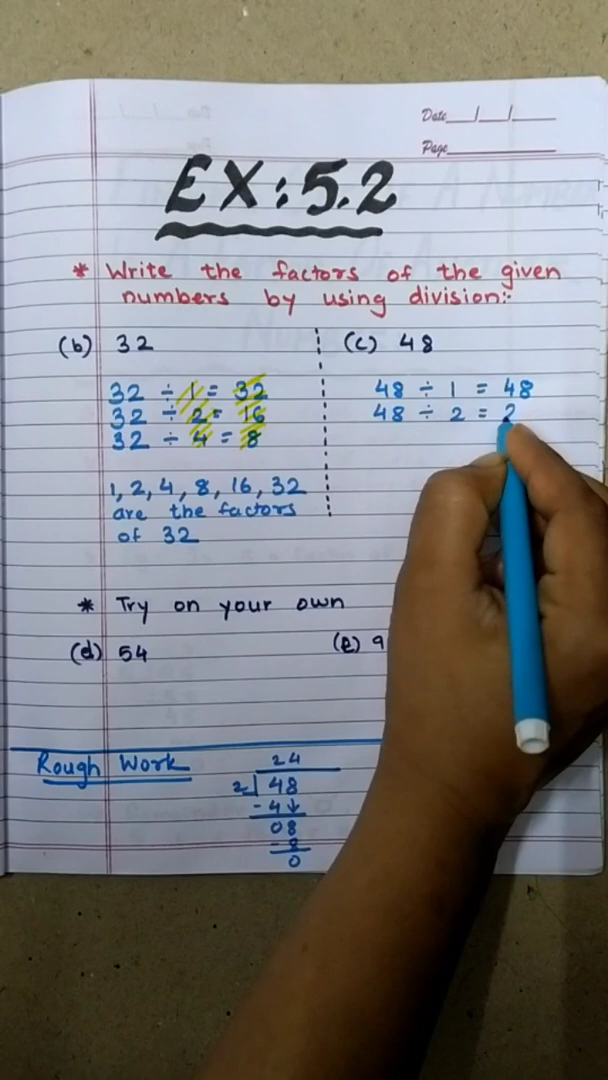 Date__/__/__
Page
EX:5.2
* Write the factors of the given
numbers by using division:-
(b) 32
32 ÷ 1 = 32
32 ÷ 2 = 16
32 ÷ 4 = 8
1, 2, 4, 8, 16, 32
are the factors
of 32
(c) 48
48 ÷ 1 = 48
48 ÷ 2 = 2
* Try on your own
(d) 54
(e) 9
Rough Work
24
2 48
- 4↓
08
- 8
0